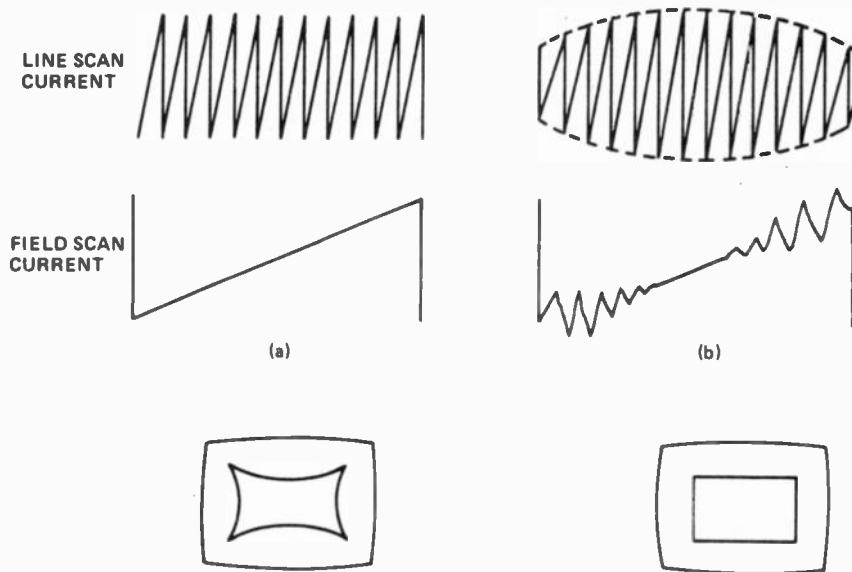 LINE SCAN
CURRENT
FIELD SCAN
CURRENT
(a)
(b)